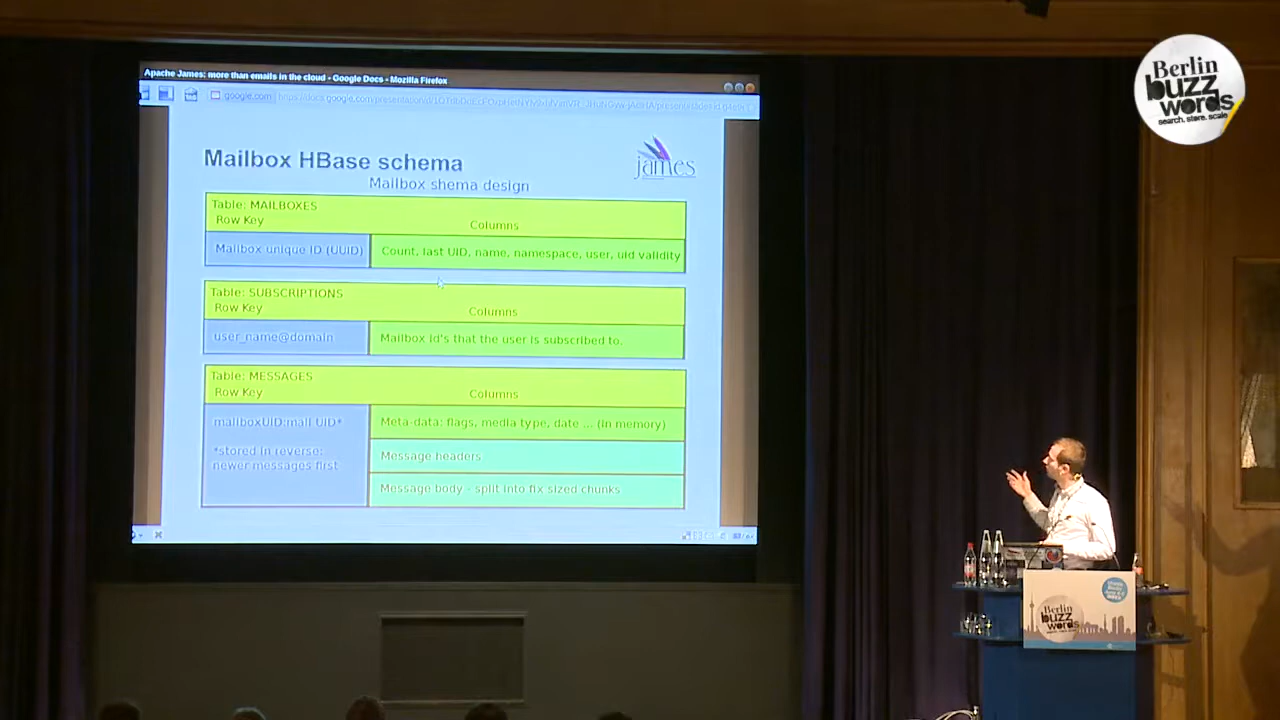 Apache James: more than emails in the cloud - Google Docs - Mozilla Firefox
google.com
Mailbox HBase schema
james
Mailbox shema design
Table: MAILBOXES
Row Key
Columns
Mailbox unique ID (UUID)
Count, last UID, name, namespace, user, uid validity
Table: SUBSCRIPTIONS
Row Key
Columns
user_name@domain
Mailbox id's that the user is subscribed to.
Table: MESSAGES
Row Key
Columns
mailboxUID:mail UID*
Meta-data: flags, media type, date ... (in memory)
*stored in reverse:
newer messages first
Message headers
Message body - split into fix sized chunks
Berlin
buzz
words
search. store. scale
Berlin
buzz
words